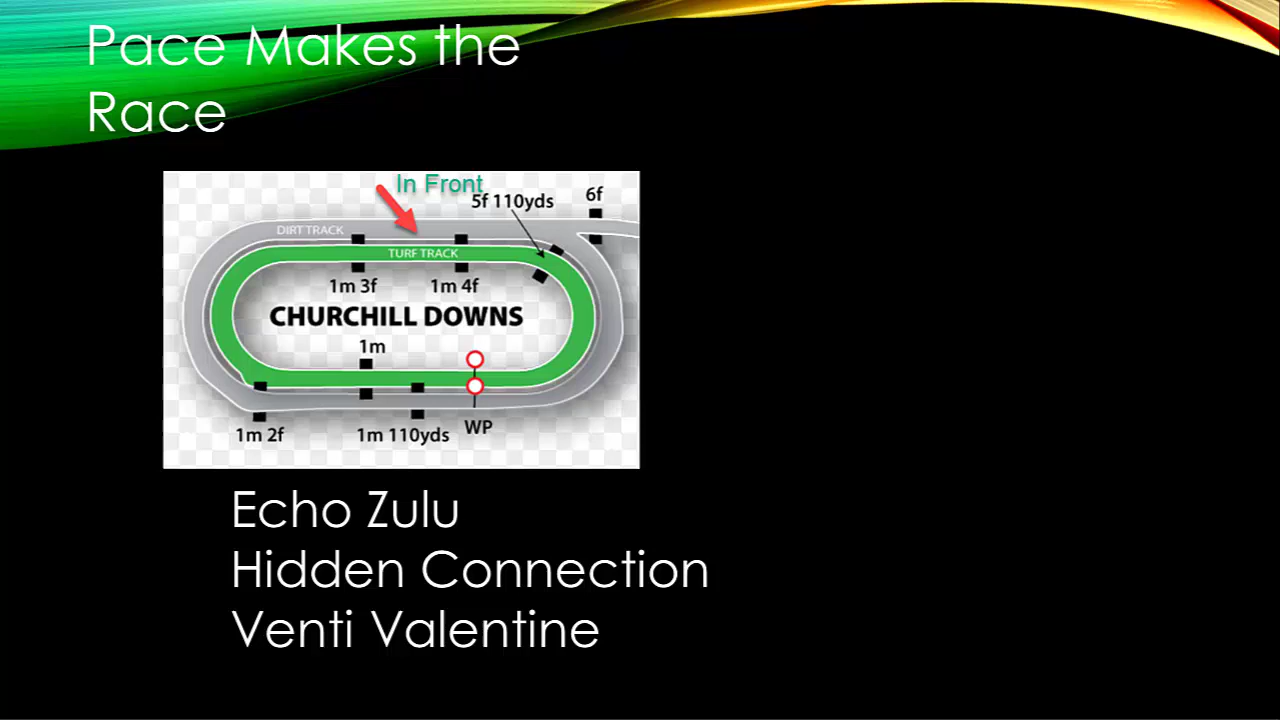 Pace Makes the
Race
In Front
5f 110yds
6f
DIRT TRACK
TURF TRACK
1m 3f
1m 4f
CHURCHILL DOWNS
1m
1m 2f
1m 110yds
WP
Echo Zulu
Hidden Connection
Venti Valentine